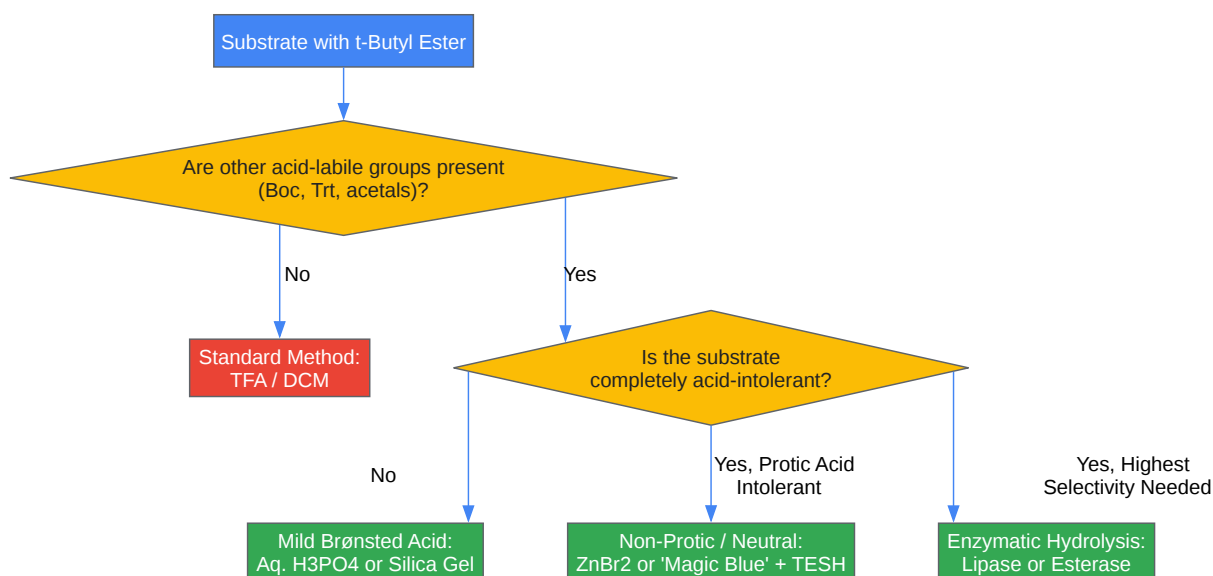 Substrate with t-Butyl Ester
Are other acid-labile groups present
(Boc, Trt, acetals)?
No
Yes
Standard Method:
TFA / DCM
Is the substrate
completely acid-intolerant?
No
Yes, Protic Acid
Intolerant
Yes, Highest
Selectivity Needed
Mild Brønsted Acid:
Aq. H3PO4 or Silica Gel
Non-Protic / Neutral:
ZnBr2 or 'Magic Blue' + TESH
Enzymatic Hydrolysis:
Lipase or Esterase